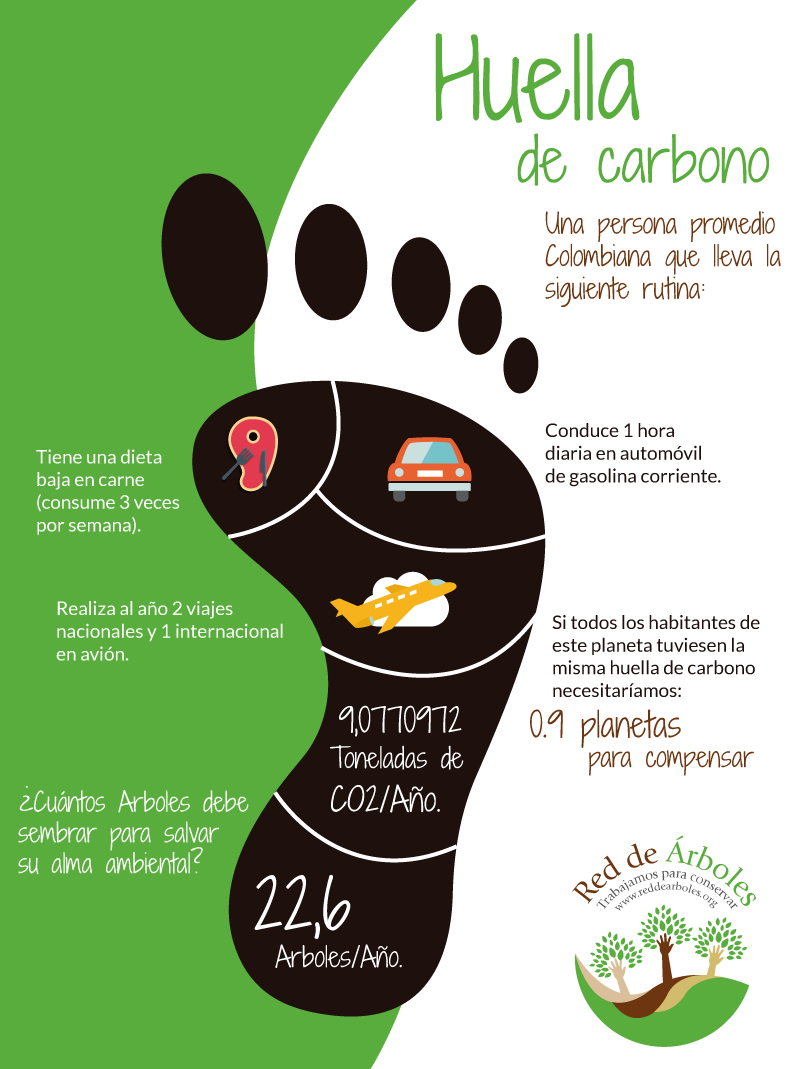 Huella
de carbono
Una persona promedio
Colombiana que lleva la
siguiente rutina:
Conduce 1 hora
diaria en automóvil
de gasolina corriente.
Tiene una dieta
baja en carne
(consume 3 veces
por semana).
Realiza al año 2 viajes
nacionales y 1 internacional
en avión.
Si todos los habitantes de
este planeta tuviesen la
misma huella de carbono
necesitaríamos:
0.9 planetas
para compensar
9,0770972
Toneladas de
CO2/Año.
¿Cuántos Arboles debe
sembrar para salvar
su alma ambiental?
22,6
Arboles/Año.
Red de Árboles
Trabajamos para conservar
www.reddearboles.org